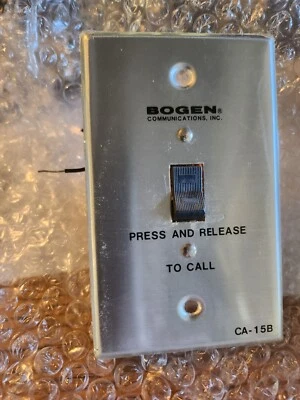 BOGEN®
COMMUNICATIONS, INC.
PRESS AND RELEASE
TO CALL
CA-15B